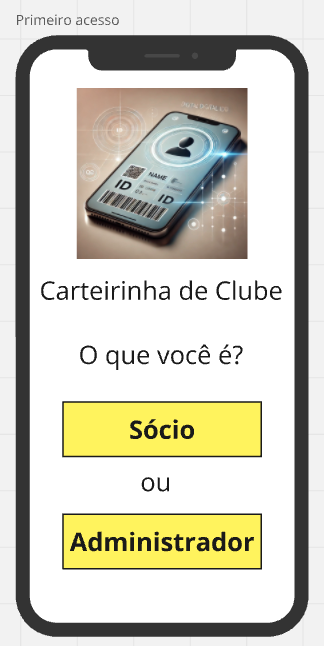 Primeiro acesso
NAME
ID
ID
Carteirinha de Clube
O que você é?
Sócio
ou
Administrador